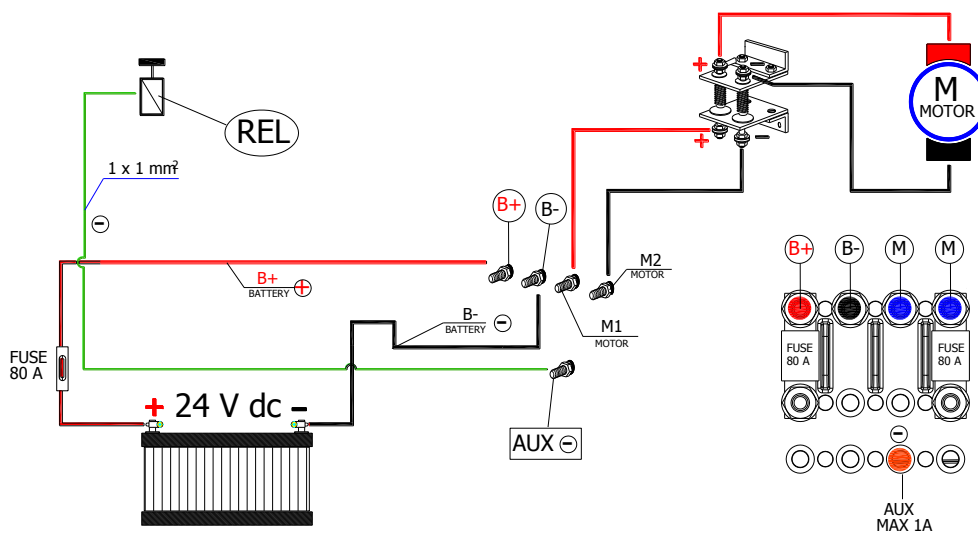 M
MOTOR
REL
1 x 1 mm²
B+
B-
B+
BATTERY
M2
MOTOR
B-
BATTERY
M1
MOTOR
FUSE
80 A
+ 24 V dc -
AUX
B+
B-
M
M
FUSE
80 A
FUSE
80 A
AUX
MAX 1A